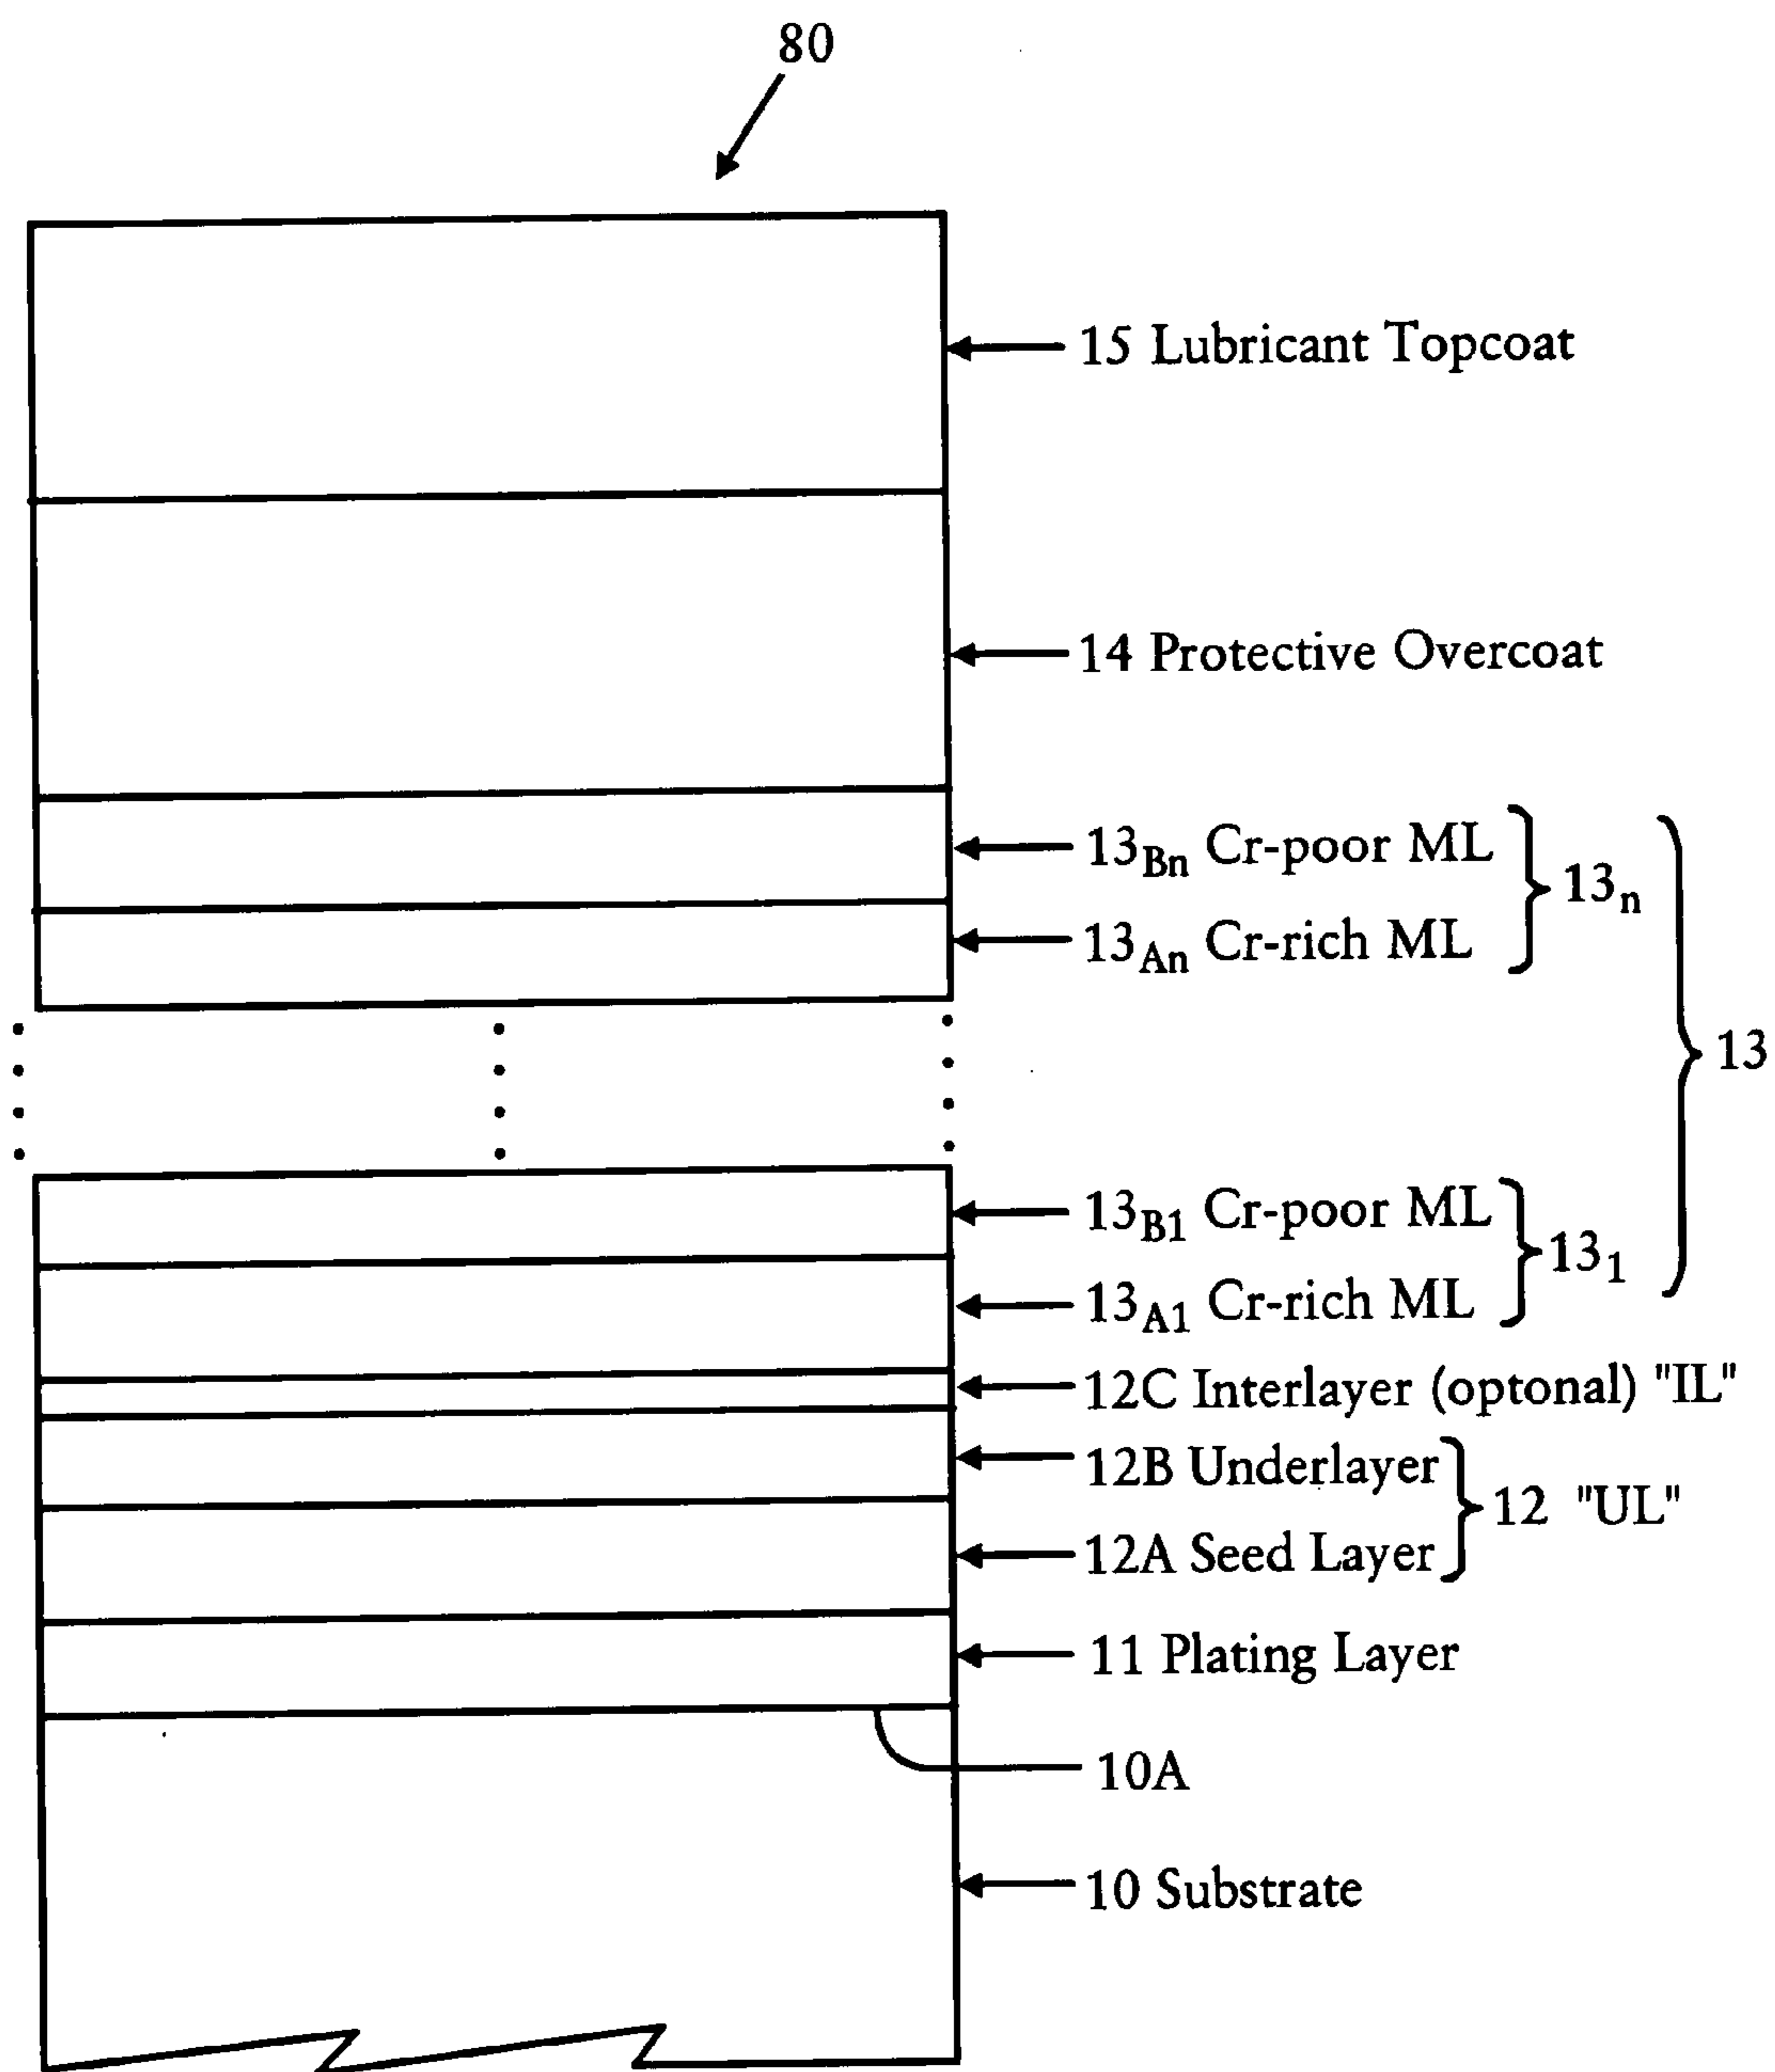 80
15 Lubricant Topcoat
14 Protective Overcoat
13Bn Cr-poor ML
13n
13An Cr-rich ML
13
13B1 Cr-poor ML
131
13A1 Cr-rich ML
12C Interlayer (optonal) "IL"
12B Underlayer
12 "UL"
12A Seed Layer
11 Plating Layer
10A
10 Substrate